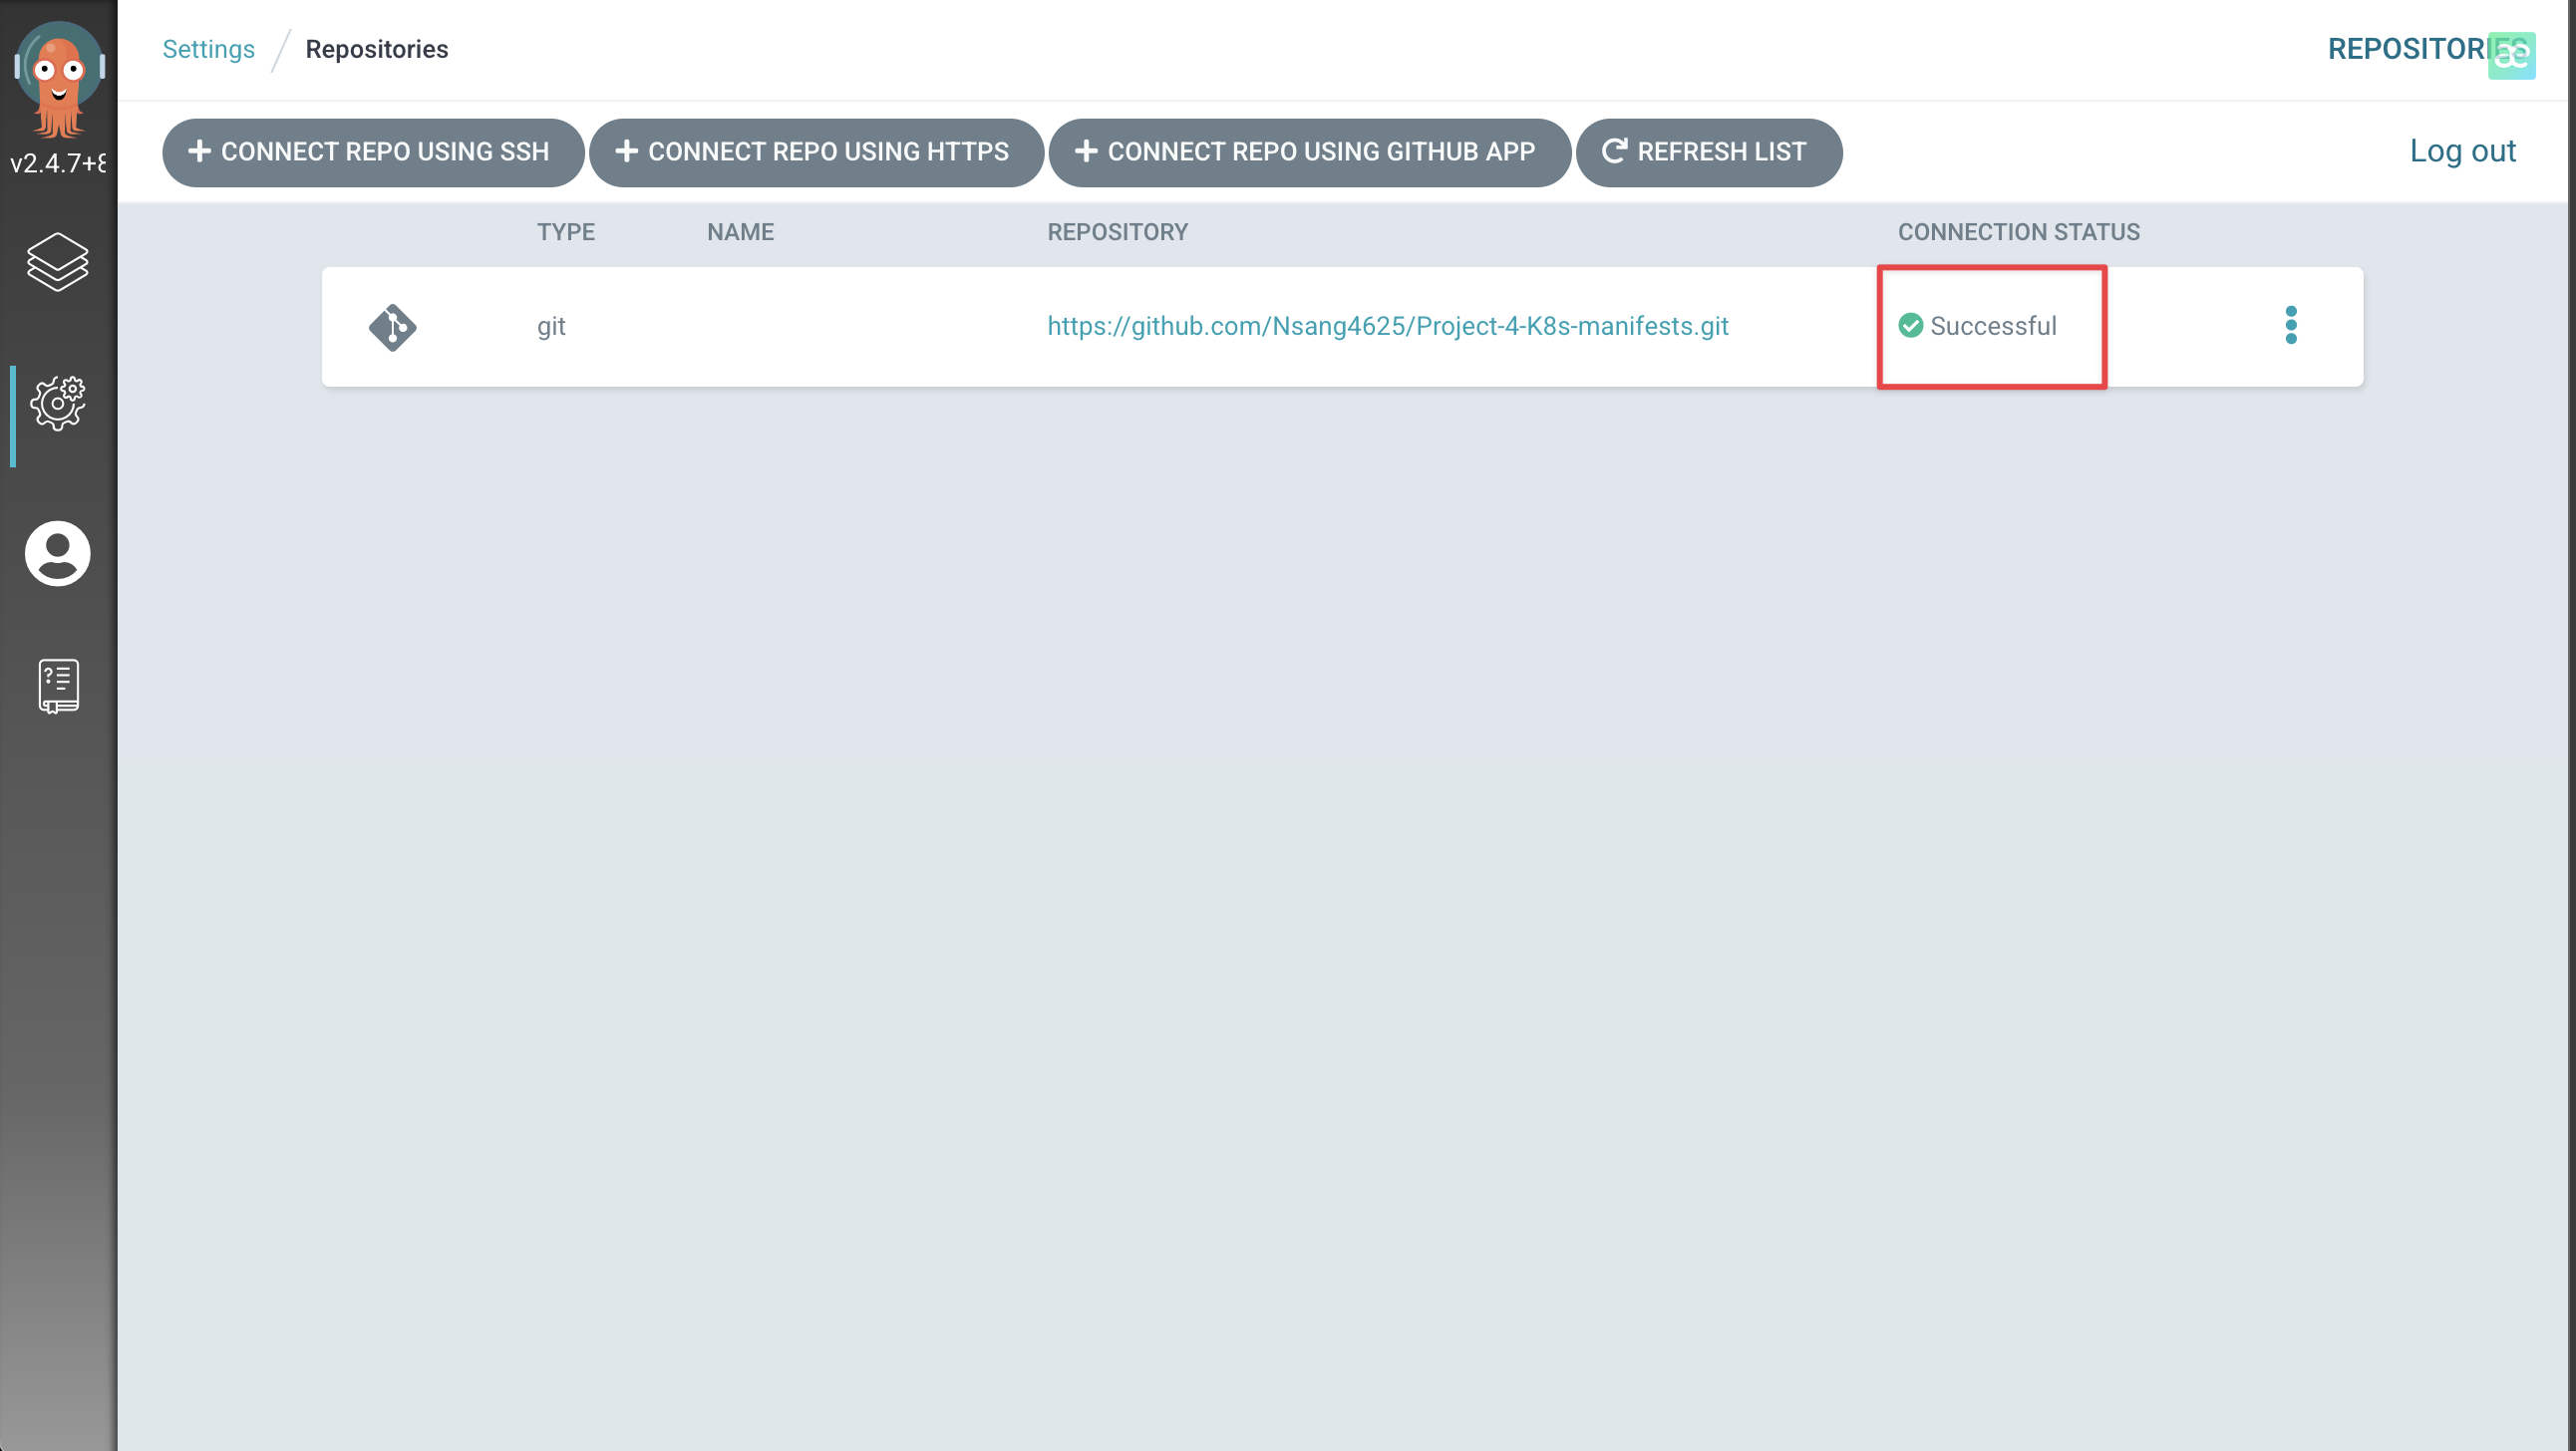 Settings / Repositories
REPOSITORIES
v2.4.7+8
CONNECT REPO USING SSH
CONNECT REPO USING HTTPS
CONNECT REPO USING GITHUB APP
REFRESH LIST
Log out
TYPE NAME REPOSITORY CONNECTION STATUS
git https://github.com/Nsang4625/Project-4-K8s-manifests.git Successful
æ